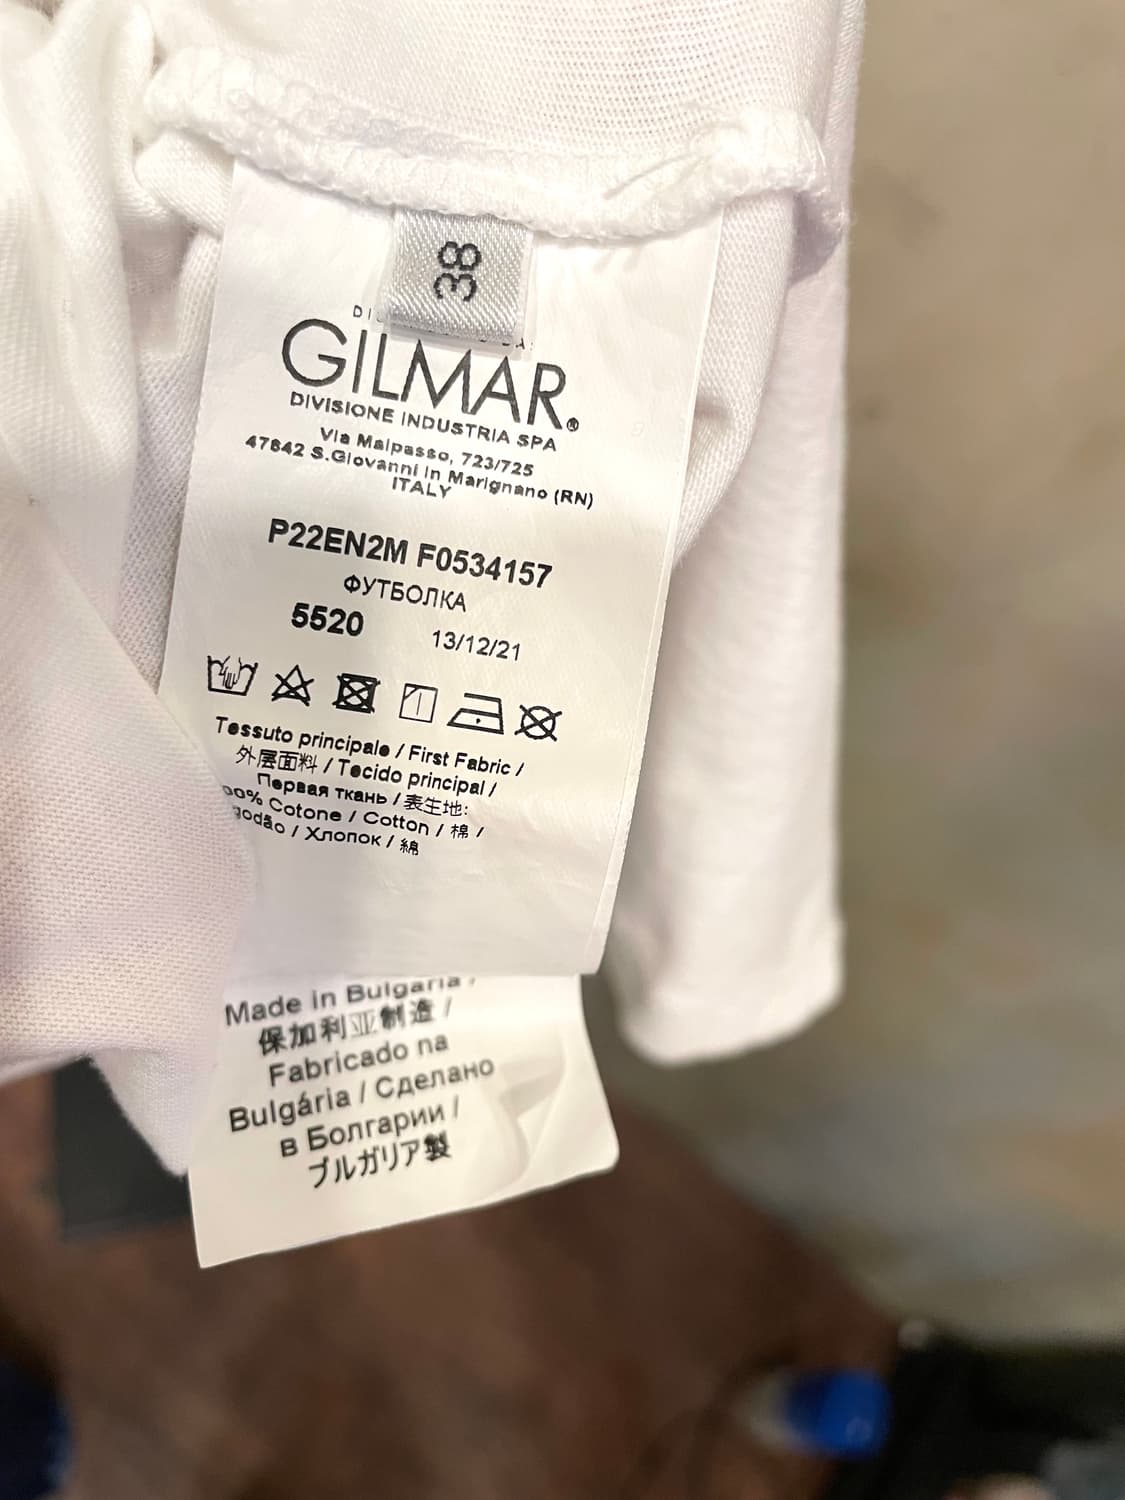 38
GILMAR®
DIVISIONE INDUSTRIA SPA
Via Malpasso, 723/725
47842 S.Giovanni in Marignano (RN)
ITALY
P22EN2M F0534157
ФУТБОЛКА
5520 13/12/21
Tessuto principale / First Fabric /
外层面料 / Tecido principal /
Первая ткань / 表生地:
00% Cotone / Cotton / 棉 /
godão / Хлопок / 綿
Made in Bulgaria /
保加利亚制造 /
Fabricado na
Bulgária / Сделано
в Болгарии /
ブルガリア製